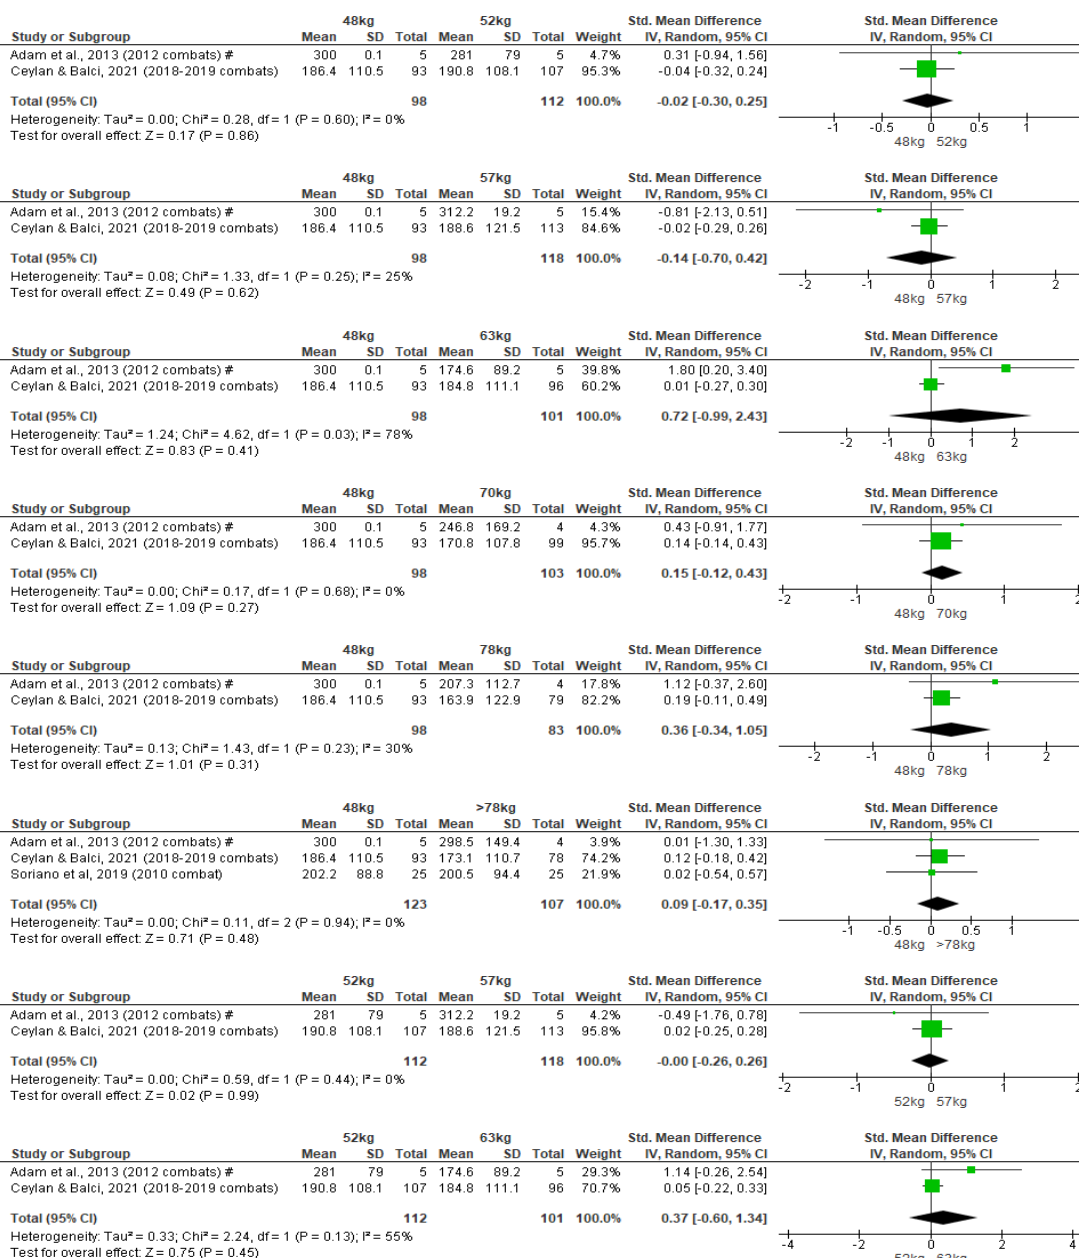 48kg 52kg Std. Mean Difference Std. Mean Difference
Study or Subgroup Mean SD Total Mean SD Total Weight IV, Random, 95% CI IV, Random, 95% CI
Adam et al., 2013 (2012 combats) # 300 0.1 5 281 79 5 4.7% 0.31 [-0.94, 1.56]
Ceylan & Balci, 2021 (2018-2019 combats) 186.4 110.5 93 190.8 108.1 107 95.3% -0.04 [-0.32, 0.24]
Total (95% CI) 98 112 100.0% -0.02 [-0.30, 0.25]
Heterogeneity: Tau² = 0.00; Chi² = 0.28, df = 1 (P = 0.60); I² = 0%
Test for overall effect: Z = 0.17 (P = 0.86)
-1 -0.5 0 0.5 1
48kg 52kg
48kg 57kg Std. Mean Difference Std. Mean Difference
Study or Subgroup Mean SD Total Mean SD Total Weight IV, Random, 95% CI IV, Random, 95% CI
Adam et al., 2013 (2012 combats) # 300 0.1 5 312.2 19.2 5 15.4% -0.81 [-2.13, 0.51]
Ceylan & Balci, 2021 (2018-2019 combats) 186.4 110.5 93 188.6 121.5 113 84.6% -0.02 [-0.29, 0.26]
Total (95% CI) 98 118 100.0% -0.14 [-0.70, 0.42]
Heterogeneity: Tau² = 0.08; Chi² = 1.33, df = 1 (P = 0.25); I² = 25%
Test for overall effect: Z = 0.49 (P = 0.62)
-2 -1 0 1 2
48kg 57kg
48kg 63kg Std. Mean Difference Std. Mean Difference
Study or Subgroup Mean SD Total Mean SD Total Weight IV, Random, 95% CI IV, Random, 95% CI
Adam et al., 2013 (2012 combats) # 300 0.1 5 174.6 89.2 5 39.8% 1.80 [0.20, 3.40]
Ceylan & Balci, 2021 (2018-2019 combats) 186.4 110.5 93 184.8 111.1 96 60.2% 0.01 [-0.27, 0.30]
Total (95% CI) 98 101 100.0% 0.72 [-0.99, 2.43]
Heterogeneity: Tau² = 1.24; Chi² = 4.62, df = 1 (P = 0.03); I² = 78%
Test for overall effect: Z = 0.83 (P = 0.41)
-2 -1 0 1 2
48kg 63kg
48kg 70kg Std. Mean Difference Std. Mean Difference
Study or Subgroup Mean SD Total Mean SD Total Weight IV, Random, 95% CI IV, Random, 95% CI
Adam et al., 2013 (2012 combats) # 300 0.1 5 246.8 169.2 4 4.3% 0.43 [-0.91, 1.77]
Ceylan & Balci, 2021 (2018-2019 combats) 186.4 110.5 93 170.8 107.8 99 95.7% 0.14 [-0.14, 0.43]
Total (95% CI) 98 103 100.0% 0.15 [-0.12, 0.43]
Heterogeneity: Tau² = 0.00; Chi² = 0.17, df = 1 (P = 0.68); I² = 0%
Test for overall effect: Z = 1.09 (P = 0.27)
-2 -1 0 1 2
48kg 70kg
48kg 78kg Std. Mean Difference Std. Mean Difference
Study or Subgroup Mean SD Total Mean SD Total Weight IV, Random, 95% CI IV, Random, 95% CI
Adam et al., 2013 (2012 combats) # 300 0.1 5 207.3 112.7 4 17.8% 1.12 [-0.37, 2.60]
Ceylan & Balci, 2021 (2018-2019 combats) 186.4 110.5 93 163.9 122.9 79 82.2% 0.19 [-0.11, 0.49]
Total (95% CI) 98 83 100.0% 0.36 [-0.34, 1.05]
Heterogeneity: Tau² = 0.13; Chi² = 1.43, df = 1 (P = 0.23); I² = 30%
Test for overall effect: Z = 1.01 (P = 0.31)
-2 -1 0 1 2
48kg 78kg
48kg >78kg Std. Mean Difference Std. Mean Difference
Study or Subgroup Mean SD Total Mean SD Total Weight IV, Random, 95% CI IV, Random, 95% CI
Adam et al., 2013 (2012 combats) # 300 0.1 5 298.5 149.4 4 3.9% 0.01 [-1.30, 1.33]
Ceylan & Balci, 2021 (2018-2019 combats) 186.4 110.5 93 173.1 110.7 78 74.2% 0.12 [-0.18, 0.42]
Soriano et al, 2019 (2010 combat) 202.2 88.8 25 200.5 94.4 25 21.9% 0.02 [-0.54, 0.57]
Total (95% CI) 123 107 100.0% 0.09 [-0.17, 0.35]
Heterogeneity: Tau² = 0.00; Chi² = 0.11, df = 2 (P = 0.94); I² = 0%
Test for overall effect: Z = 0.71 (P = 0.48)
-1 -0.5 0 0.5 1
48kg >78kg
52kg 57kg Std. Mean Difference Std. Mean Difference
Study or Subgroup Mean SD Total Mean SD Total Weight IV, Random, 95% CI IV, Random, 95% CI
Adam et al., 2013 (2012 combats) # 281 79 5 312.2 19.2 5 4.2% -0.49 [-1.76, 0.78]
Ceylan & Balci, 2021 (2018-2019 combats) 190.8 108.1 107 188.6 121.5 113 95.8% 0.02 [-0.25, 0.28]
Total (95% CI) 112 118 100.0% -0.00 [-0.26, 0.26]
Heterogeneity: Tau² = 0.00; Chi² = 0.59, df = 1 (P = 0.44); I² = 0%
Test for overall effect: Z = 0.02 (P = 0.99)
-2 -1 0 1 2
52kg 57kg
52kg 63kg Std. Mean Difference Std. Mean Difference
Study or Subgroup Mean SD Total Mean SD Total Weight IV, Random, 95% CI IV, Random, 95% CI
Adam et al., 2013 (2012 combats) # 281 79 5 174.6 89.2 5 29.3% 1.14 [-0.26, 2.54]
Ceylan & Balci, 2021 (2018-2019 combats) 190.8 108.1 107 184.8 111.1 96 70.7% 0.05 [-0.22, 0.33]
Total (95% CI) 112 101 100.0% 0.37 [-0.60, 1.34]
Heterogeneity: Tau² = 0.33; Chi² = 2.24, df = 1 (P = 0.13); I² = 55%
Test for overall effect: Z = 0.75 (P = 0.45)
-4 -2 0 2 4